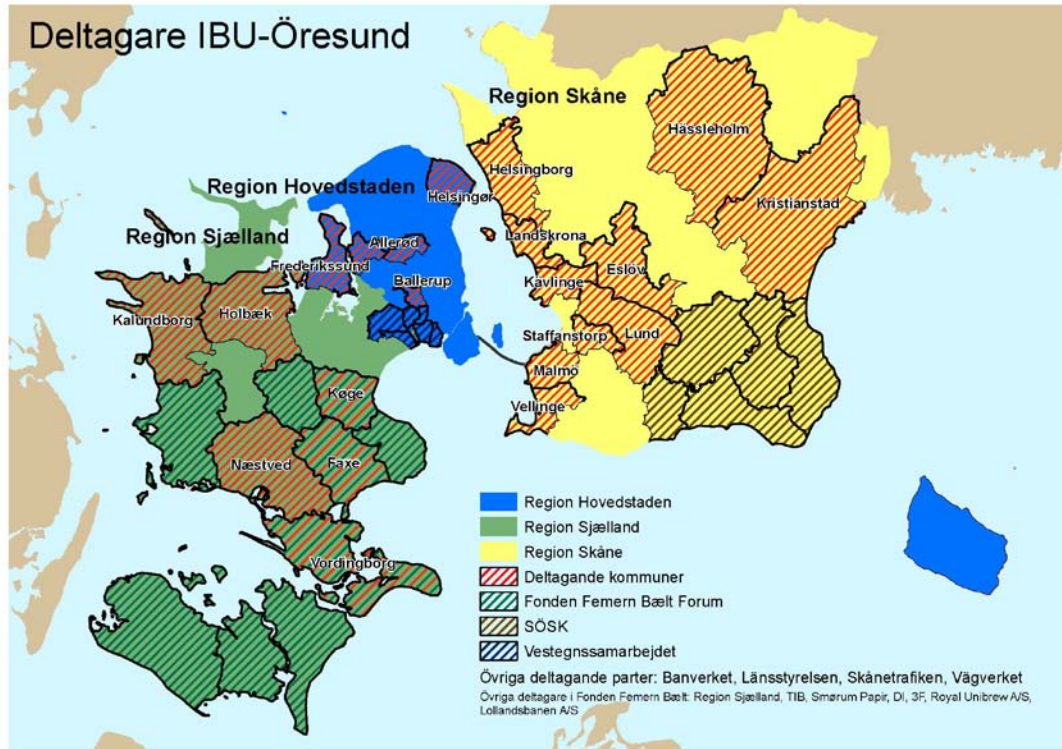 Deltagare IBU-Öresund
Region Skåne
Hässleholm
Helsingborg
Region Hovedstaden
Helsingør
Kristianstad
Landskrona
Region Sjælland
Allerød
Frederikssund
Eslöv
Ballerup
Kävlinge
Kalundborg
Holbæk
Staffanstorp
Lund
Malmö
Køge
Vellinge
Næstved
Faxe
Vordingborg
Region Hovedstaden
Region Sjælland
Region Skåne
Deltagande kommuner
Fonden Femern Bælt Forum
SÖSK
Vestegnssamarbejdet
Övriga deltagande parter: Banverket, Länsstyrelsen, Skånetrafiken, Vägverket
Övriga deltagare i Fonden Femern Bælt: Region Sjælland, TIB, Smørum Papir, DI, 3F, Royal Unibrew A/S,
Lollandsbanen A/S